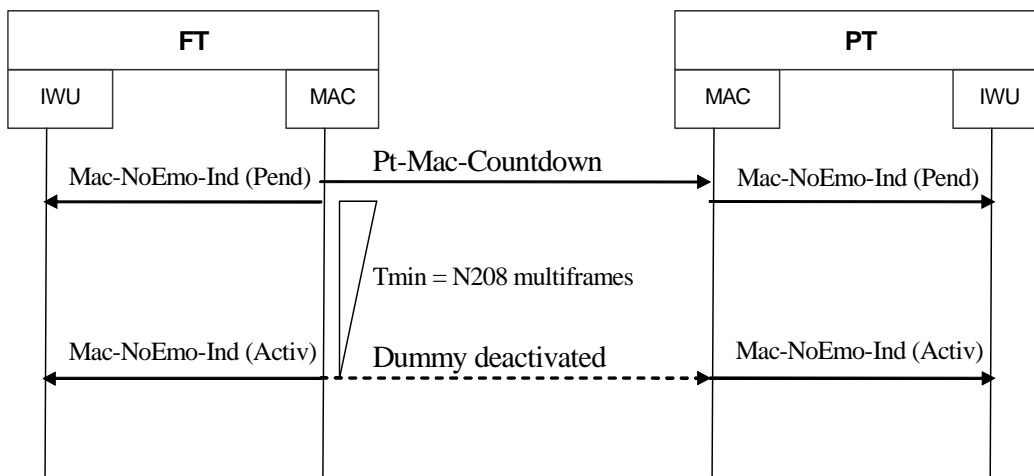 FT
PT
IWU
MAC
MAC
IWU
Pt-Mac-Countdown
Mac-NoEmo-Ind (Pend)
Mac-NoEmo-Ind (Pend)
Tmin = N208 multiframes
Mac-NoEmo-Ind (Activ)
Dummy deactivated
Mac-NoEmo-Ind (Activ)